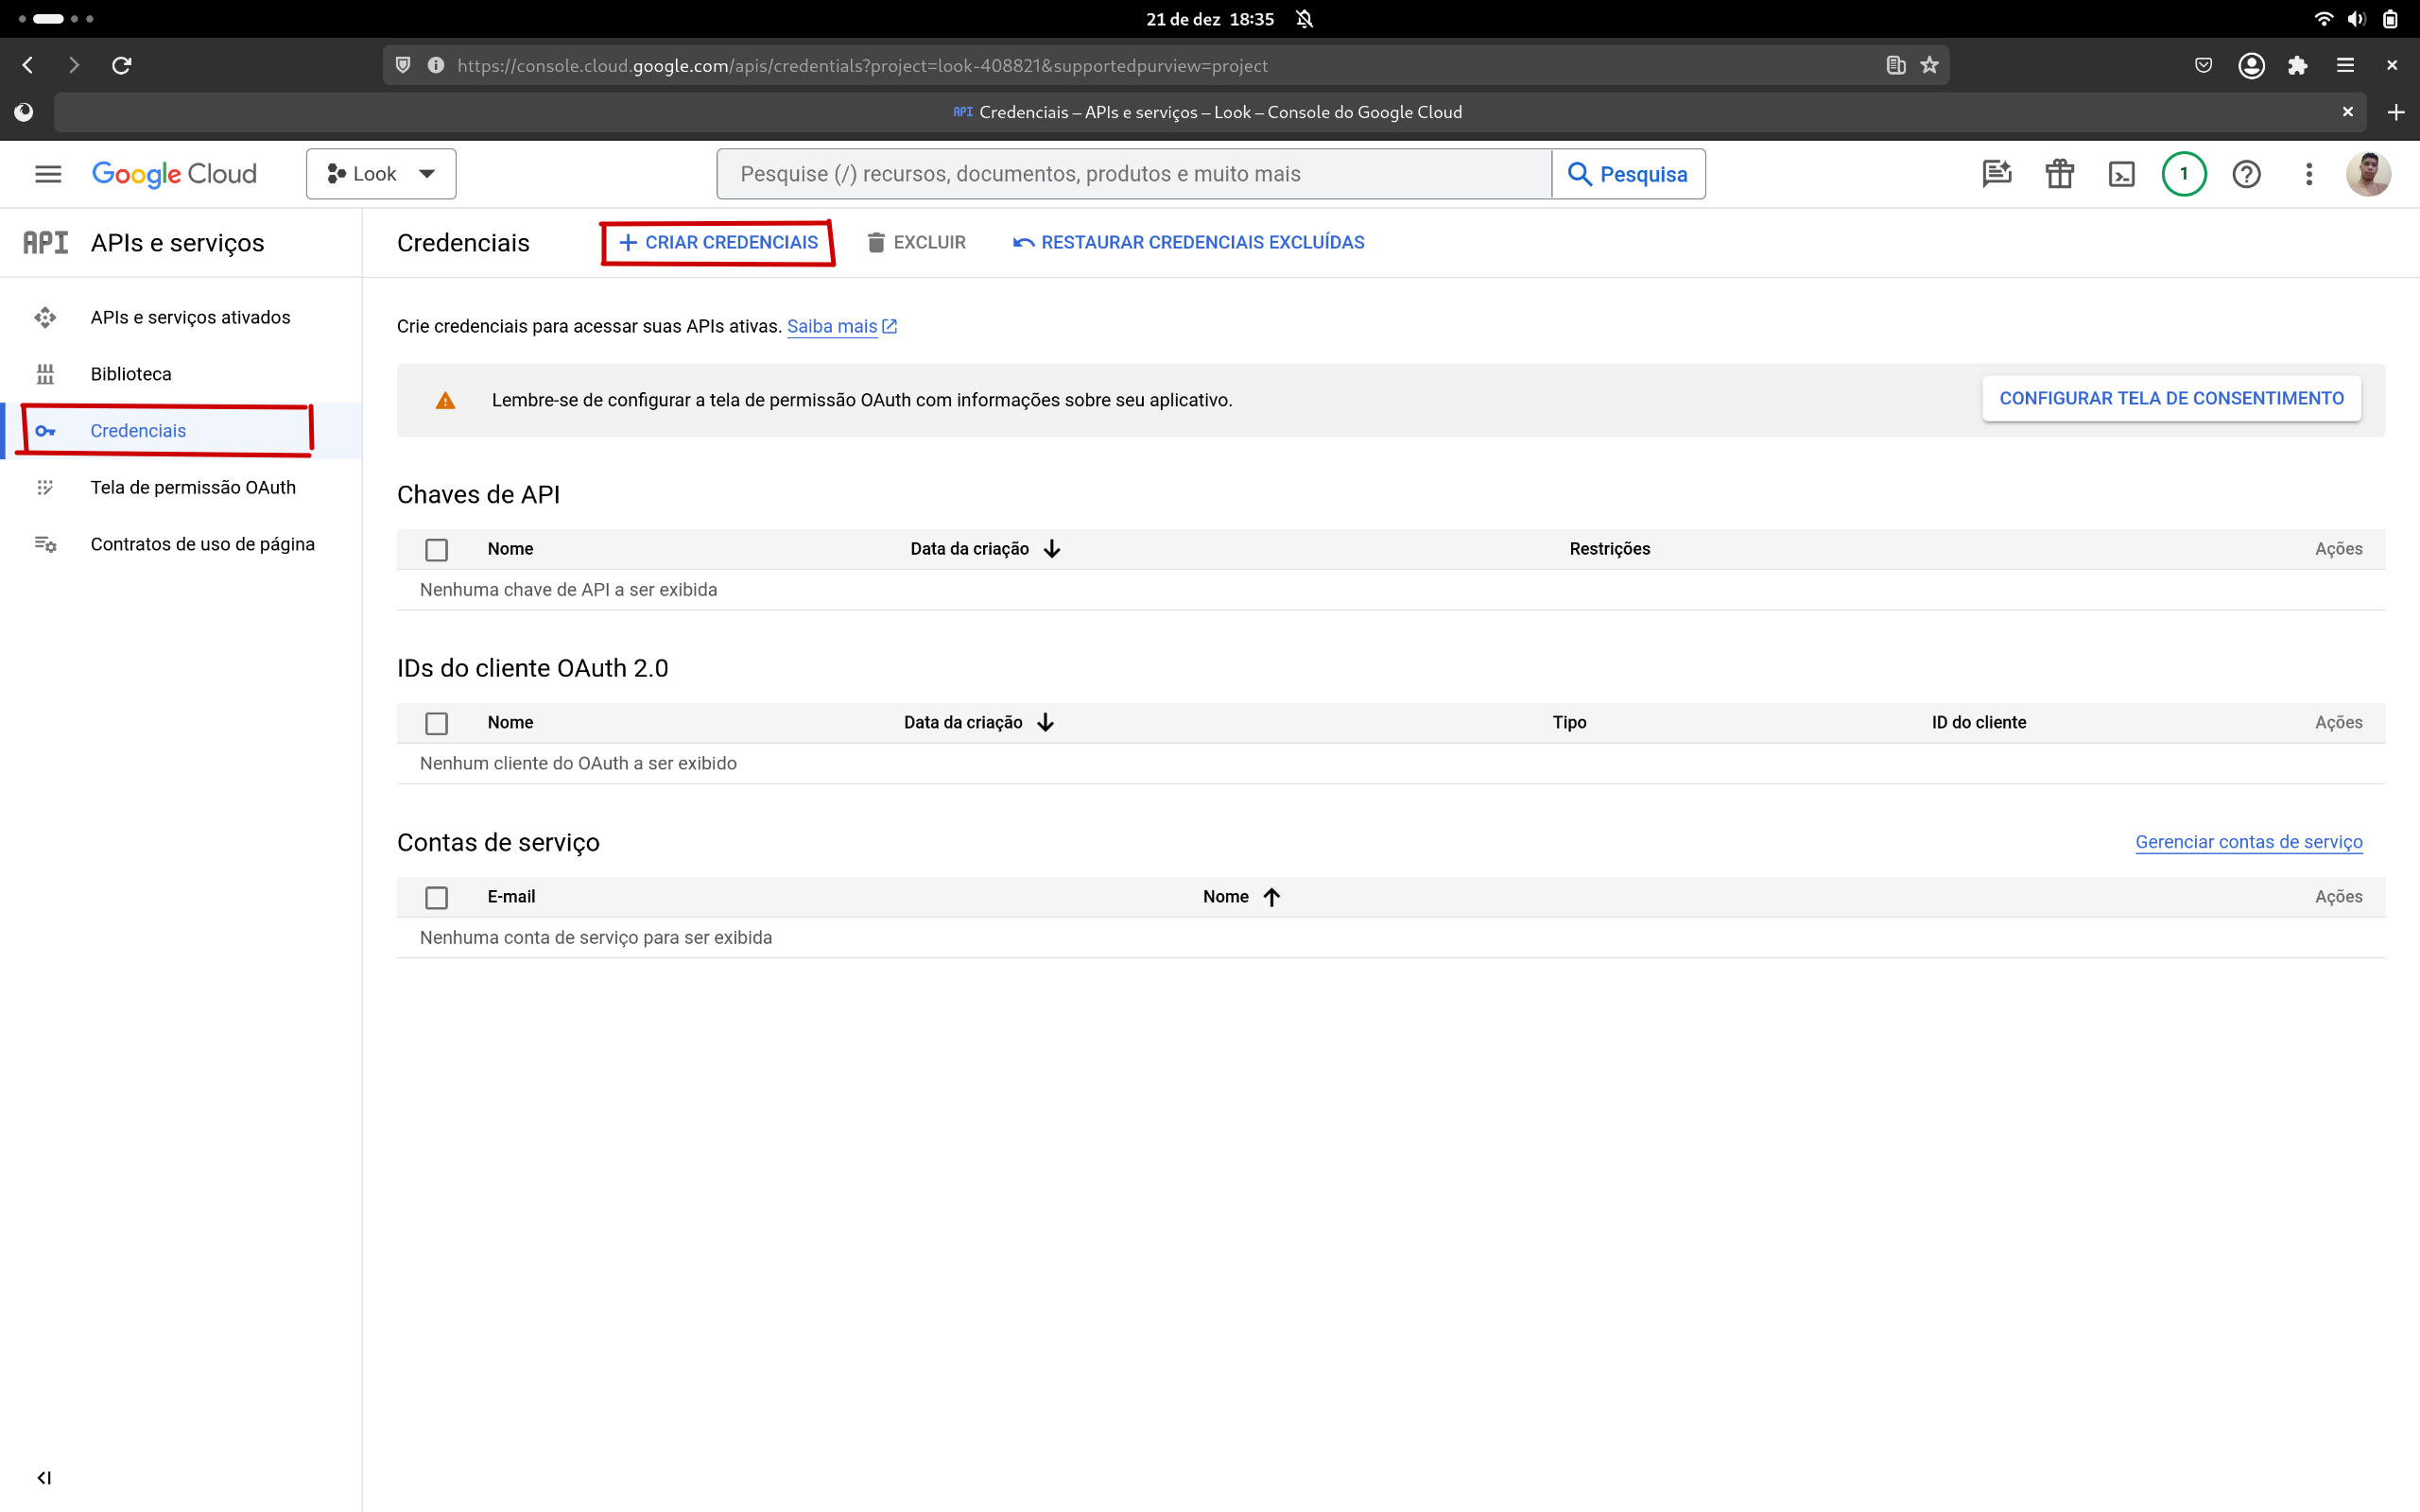 21 de dez 18:35
https://console.cloud.google.com/apis/credentials?project=look-408821&supportedpurview=project
API Credenciais – APIs e serviços – Look – Console do Google Cloud
Google Cloud
Look
Pesquise (/) recursos, documentos, produtos e muito mais
Pesquisa
1
API APIs e serviços
APIs e serviços ativados
Biblioteca
Credenciais
Tela de permissão OAuth
Contratos de uso de página
Credenciais
CRIAR CREDENCIAIS
EXCLUIR
RESTAURAR CREDENCIAIS EXCLUÍDAS
Crie credenciais para acessar suas APIs ativas. Saiba mais
Lembre-se de configurar a tela de permissão OAuth com informações sobre seu aplicativo.
CONFIGURAR TELA DE CONSENTIMENTO
Chaves de API
Nome Data da criação Restrições Ações
Nenhuma chave de API a ser exibida
IDs do cliente OAuth 2.0
Nome Data da criação Tipo ID do cliente Ações
Nenhum cliente do OAuth a ser exibido
Contas de serviço
Gerenciar contas de serviço
E-mail Nome Ações
Nenhuma conta de serviço para ser exibida